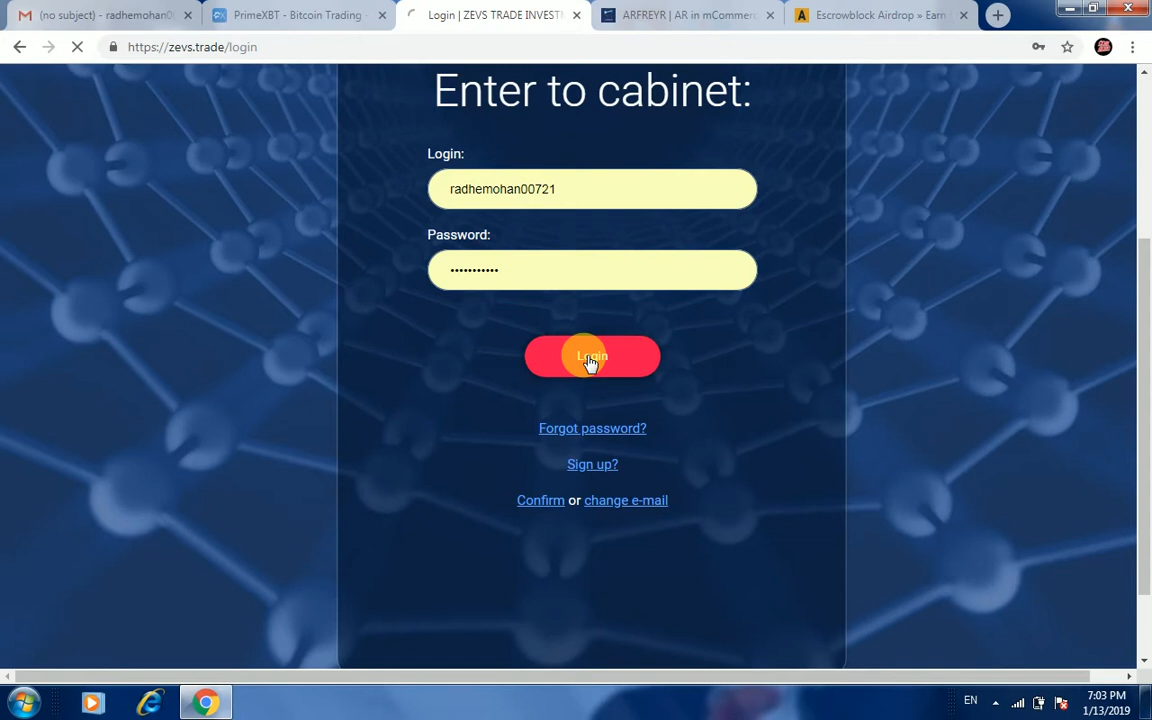 (no subject) - radhemohan0
PrimeXBT - Bitcoin Trading -
Login | ZEVS TRADE INVESTM
ARFREYR | AR in mCommer
A
Escrowblock Airdrop » Earn
https://zevs.trade/login
Enter to cabinet:
Login:
radhemohan00721
Password:
•••••••••••
Login
Forgot password?
Sign up?
Confirm or change e-mail
EN
7:03 PM
1/13/2019